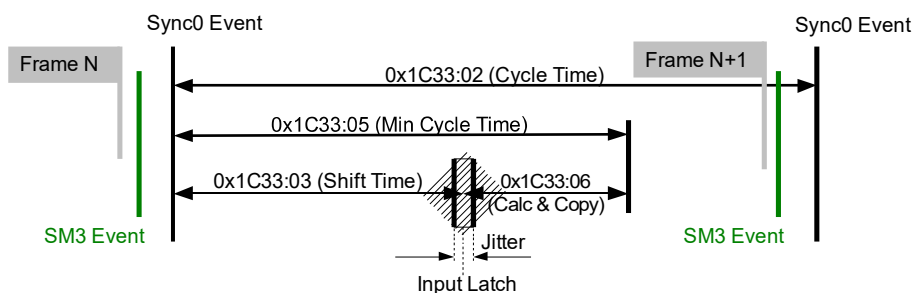 Sync0 Event
Sync0 Event
Frame N
Frame N+1
0x1C33:02 (Cycle Time)
0x1C33:05 (Min Cycle Time)
0x1C33:03 (Shift Time)
0x1C33:06
(Calc & Copy)
SM3 Event
SM3 Event
Jitter
Input Latch